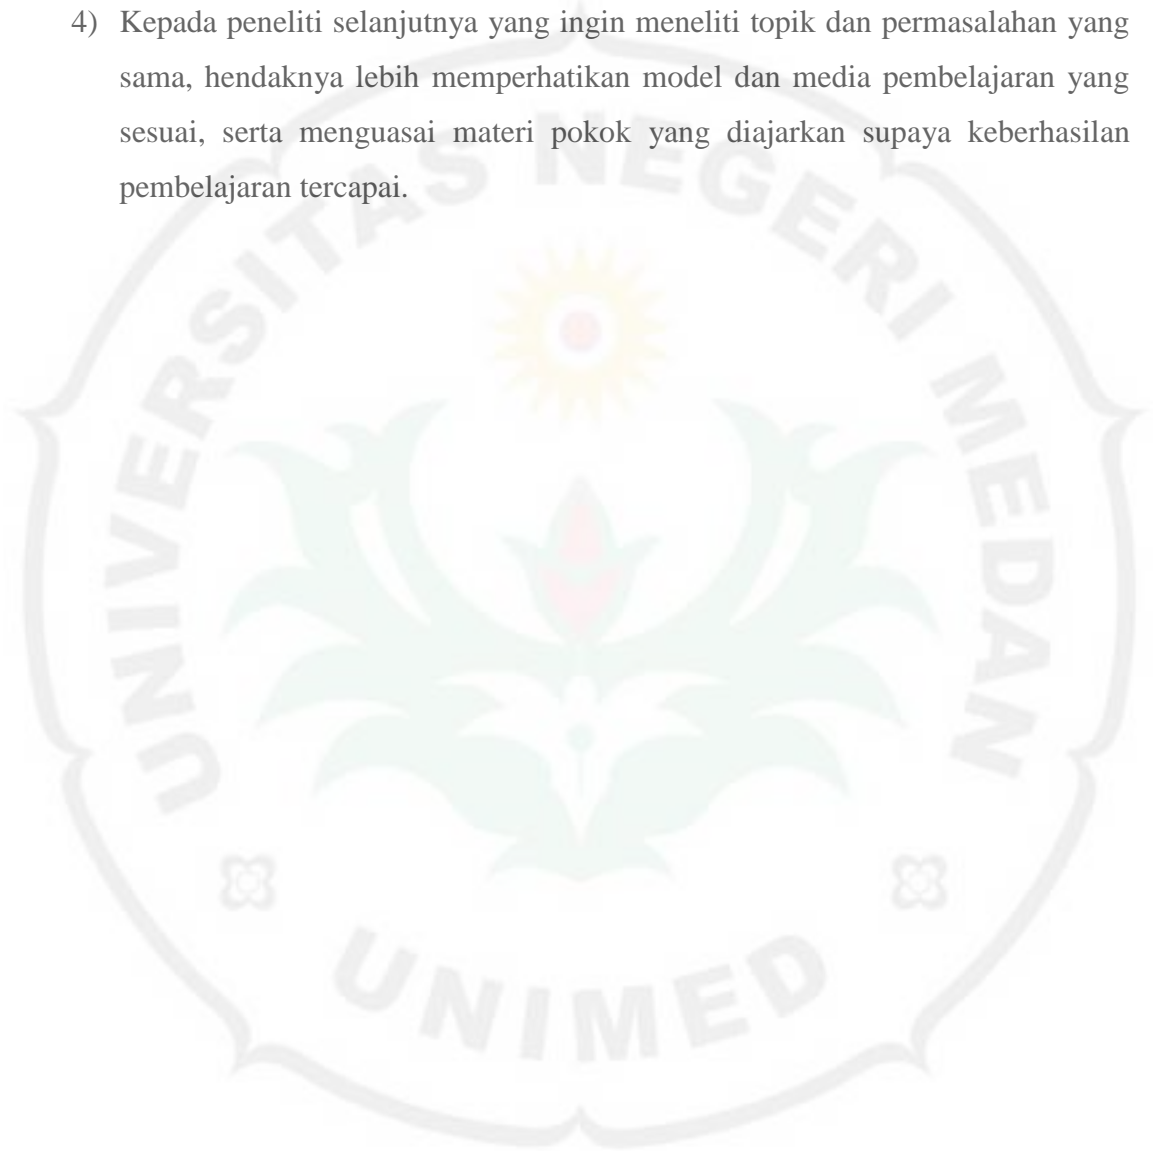 4) Kepada peneliti selanjutnya yang ingin meneliti topik dan permasalahan yang
sama, hendaknya lebih memperhatikan model dan media pembelajaran yang
sesuai, serta menguasai materi pokok yang diajarkan supaya keberhasilan
pembelajaran tercapai.
UNIVERSITAS NEGERI MEDAN
UNIMED